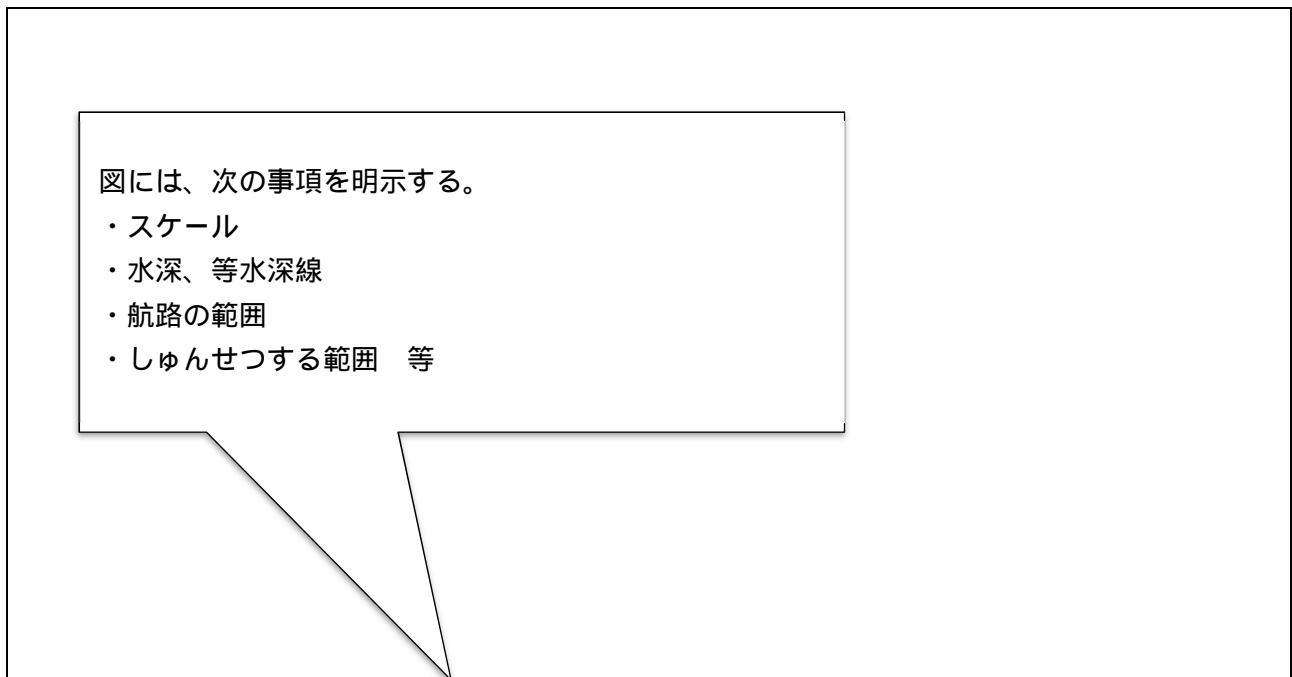 図には、次の事項を明示する。
・スケール
・水深、等水深線
・航路の範囲
・しゅんせつする範囲　等